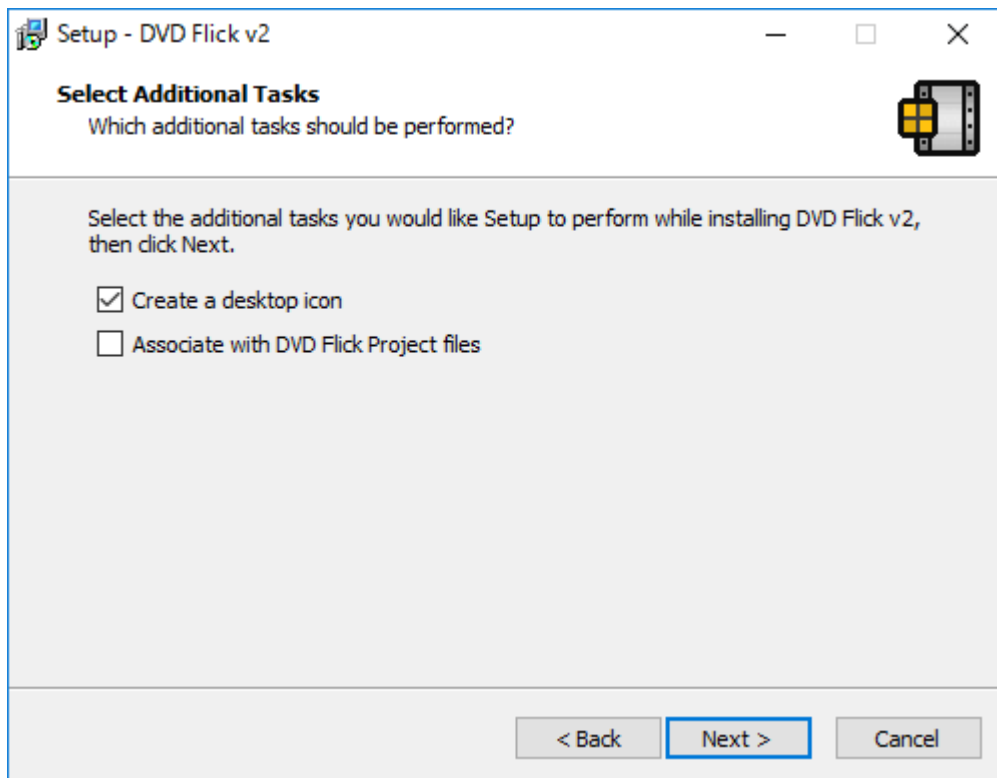 Setup - DVD Flick v2
Select Additional Tasks
Which additional tasks should be performed?
Select the additional tasks you would like Setup to perform while installing DVD Flick v2,
then click Next.
Create a desktop icon
Associate with DVD Flick Project files
< Back
Next >
Cancel